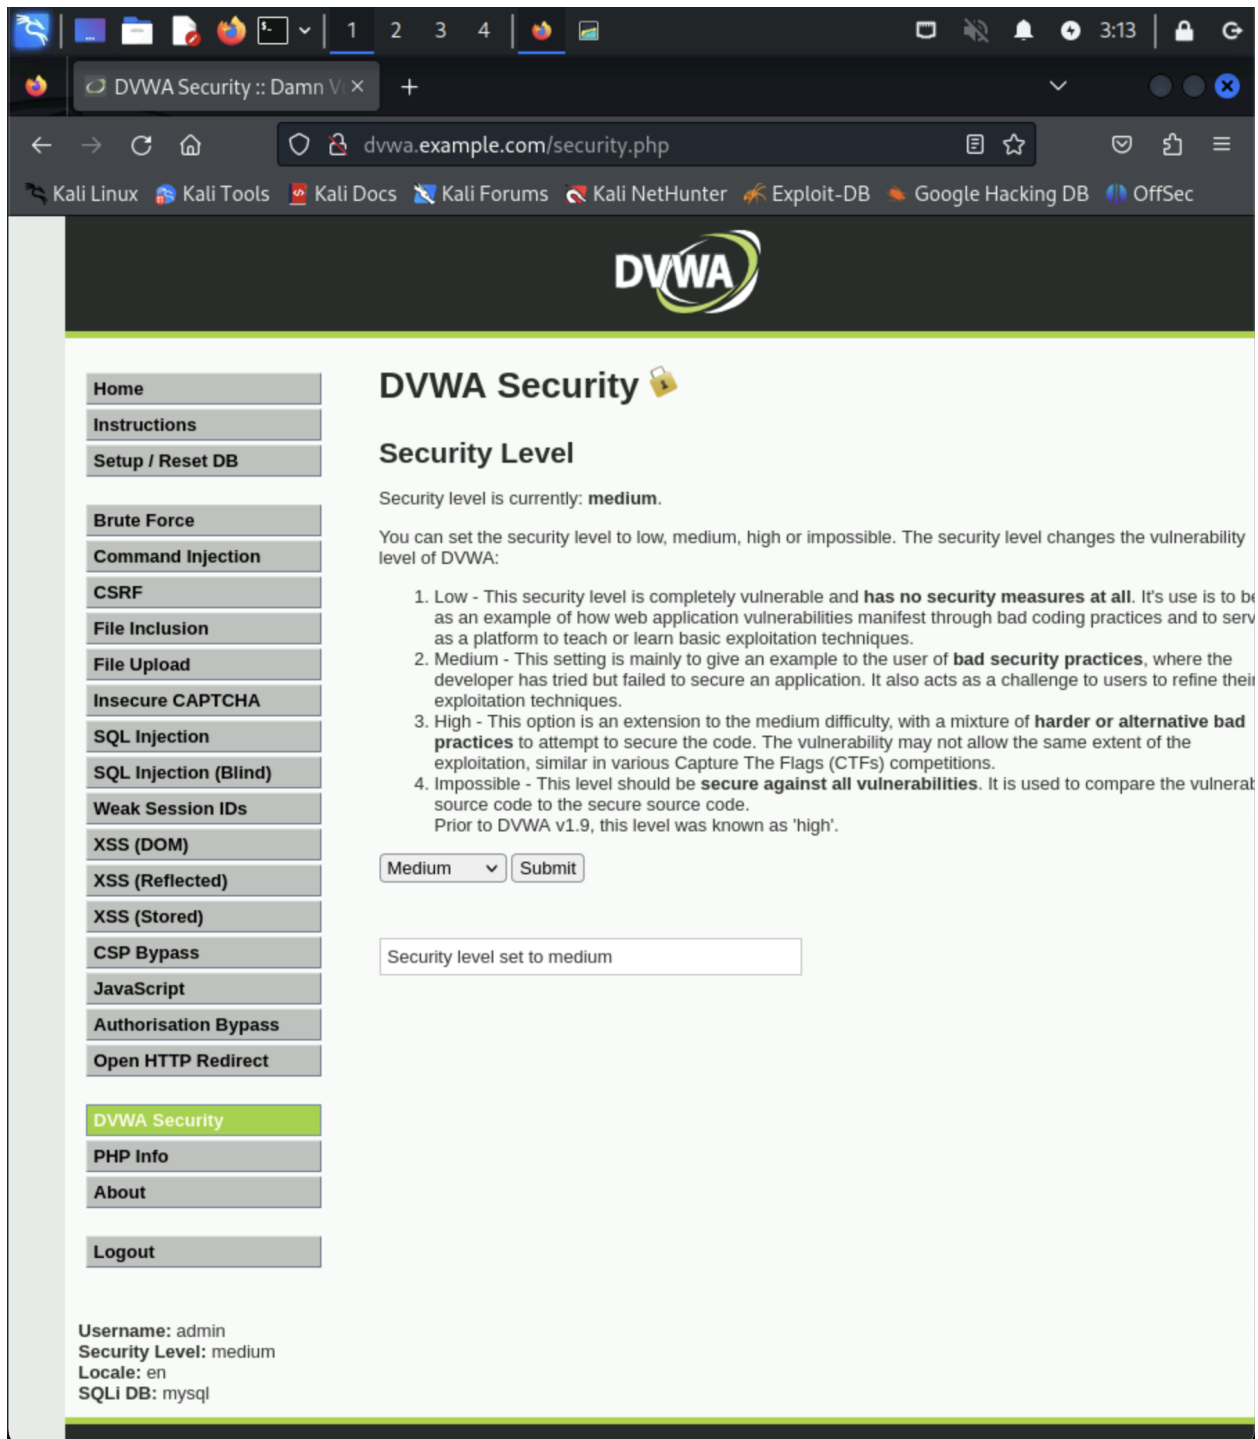 1 2 3 4 3:13
DVWA Security :: Damn Vu
dvwa.example.com/security.php
Kali Linux Kali Tools Kali Docs Kali Forums Kali NetHunter Exploit-DB Google Hacking DB OffSec
DVWA
Home
Instructions
Setup / Reset DB
Brute Force
Command Injection
CSRF
File Inclusion
File Upload
Insecure CAPTCHA
SQL Injection
SQL Injection (Blind)
Weak Session IDs
XSS (DOM)
XSS (Reflected)
XSS (Stored)
CSP Bypass
JavaScript
Authorisation Bypass
Open HTTP Redirect
DVWA Security
PHP Info
About
Logout
Username: admin
Security Level: medium
Locale: en
SQLi DB: mysql
DVWA Security
Security Level
Security level is currently: medium.
You can set the security level to low, medium, high or impossible. The security level changes the vulnerability
level of DVWA:
1. Low - This security level is completely vulnerable and has no security measures at all. It's use is to be
as an example of how web application vulnerabilities manifest through bad coding practices and to serv
as a platform to teach or learn basic exploitation techniques.
2. Medium - This setting is mainly to give an example to the user of bad security practices, where the
developer has tried but failed to secure an application. It also acts as a challenge to users to refine their
exploitation techniques.
3. High - This option is an extension to the medium difficulty, with a mixture of harder or alternative bad
practices to attempt to secure the code. The vulnerability may not allow the same extent of the
exploitation, similar in various Capture The Flags (CTFs) competitions.
4. Impossible - This level should be secure against all vulnerabilities. It is used to compare the vulnerab
source code to the secure source code.
Prior to DVWA v1.9, this level was known as 'high'.
Medium Submit
Security level set to medium